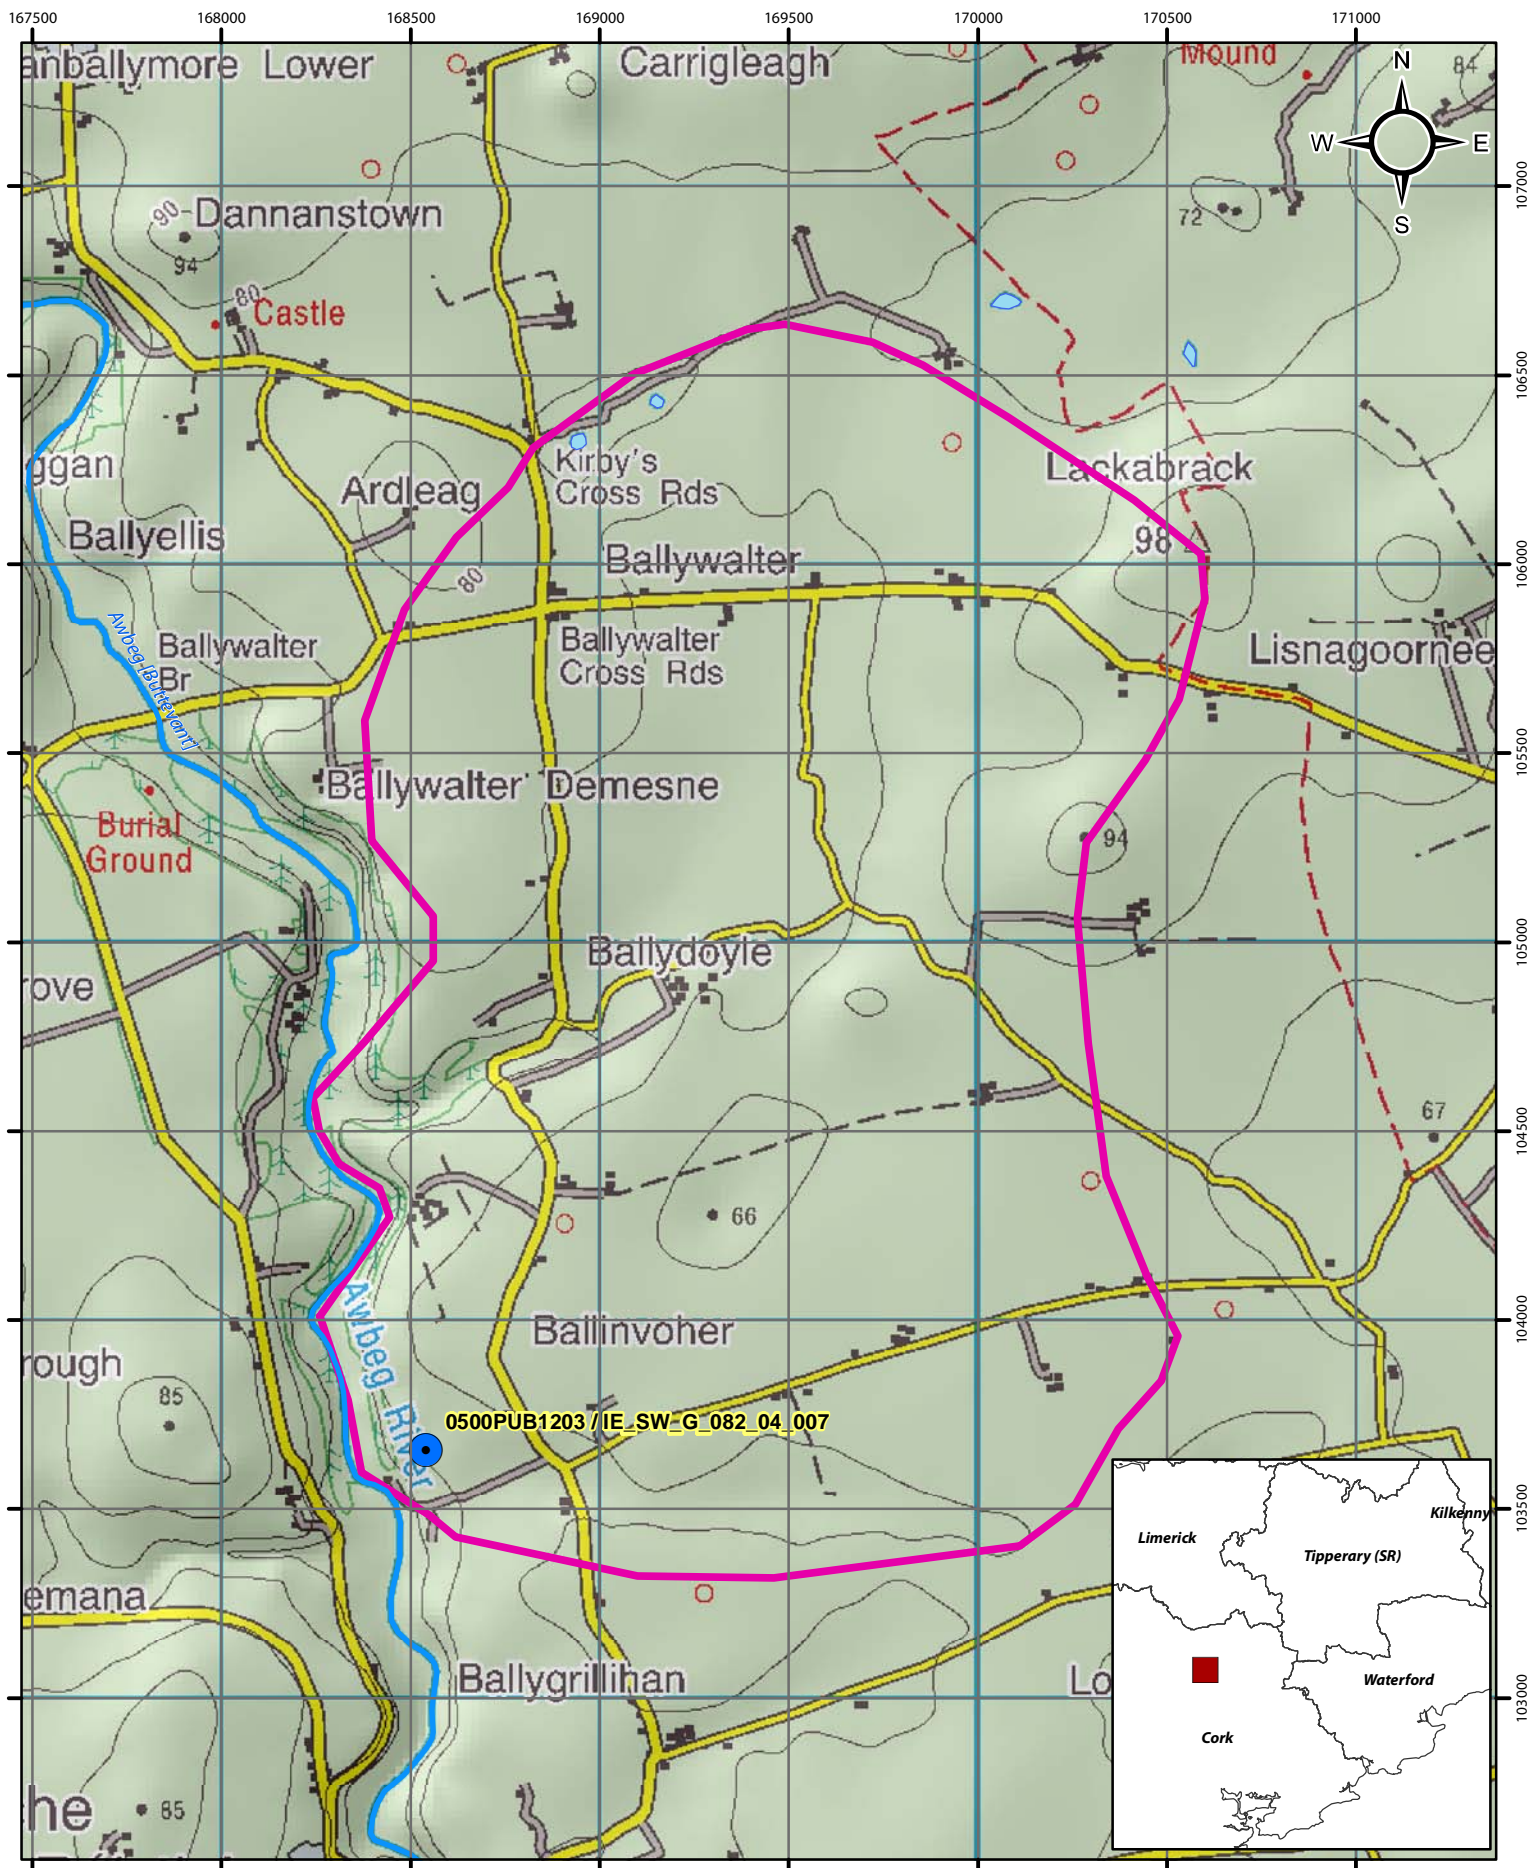 167500 168000 168500 169000 169500 170000 170500 171000
anballymore Lower
Carrigleagh
Mound
84
N
W
E
S
107000
90
Dannanstown
72
94
80
Castle
106500
ggan
Ardleag
Kirby's
Cross Rds
Lackabrack
Ballyellis
98
80
Ballywalter
106000
Awbeg [Buttevant]
Ballywalter
Br
Ballywalter
Cross Rds
Lisnagoornee
105500
Ballywalter Demesne
Burial
Ground
94
Ballydoyle
105000
rove
67
104500
66
Awbeg River
Ballinvoher
104000
rough
85
0500PUB1203 / IE_SW_G_082_04_007
103500
Kilkenny
Limerick
Tipperary (SR)
emana
Ballygrillihan
Lo
Waterford
103000
Cork
he
85